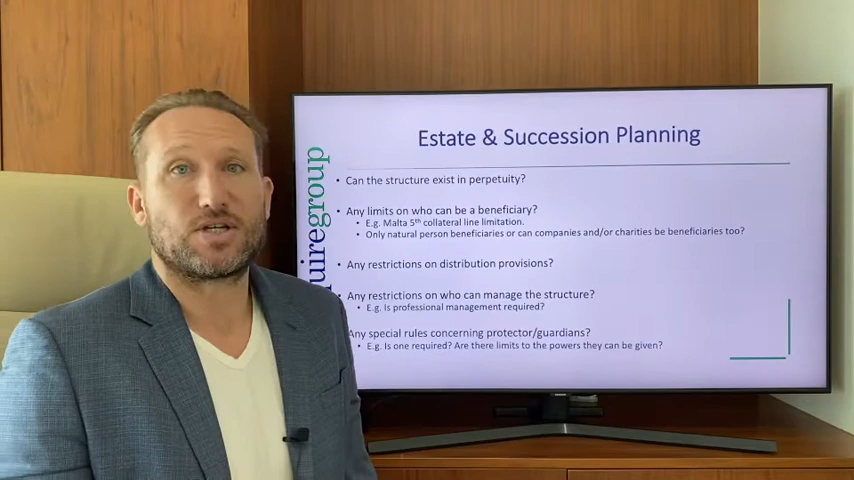 Estate & Succession Planning
• Can the structure exist in perpetuity?
• Any limits on who can be a beneficiary?
• E.g. Malta 5th collateral line limitation.
• Only natural person beneficiaries or can companies and/or charities be beneficiaries too?
• Any restrictions on distribution provisions?
• Any restrictions on who can manage the structure?
• E.g. Is professional management required?
Any special rules concerning protector/guardians?
• E.g. Is one required? Are there limits to the powers they can be given?
uiregroup